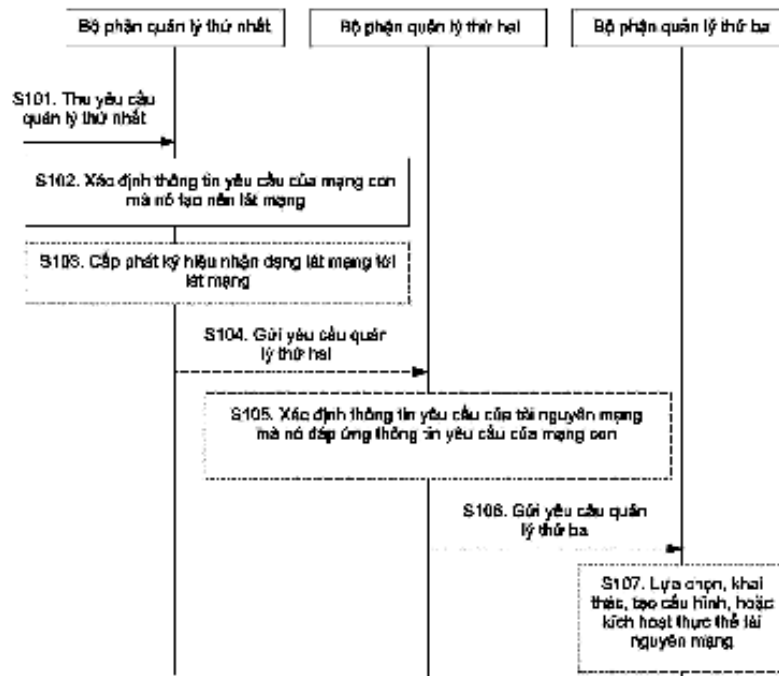 Bộ phận quản lý thứ nhất
Bộ phận quản lý thứ hai
Bộ phận quản lý thứ ba
S101. Thu yêu cầu
quản lý thứ nhất
S102. Xác định thông tin yêu cầu của mạng con
mà nó tạo nên lát mạng
S103. Cấp phát ký hiệu nhận dạng lát mạng tới
lát mạng
S104. Gửi yêu cầu quản
lý thứ hai
S105. Xác định thông tin yêu cầu của tài nguyên mạng
mà nó đáp ứng thông tin yêu cầu của mạng con
S106. Gửi yêu cầu quản
lý thứ ba
S107. Lựa chọn, khai
thác, tạo cấu hình, hoặc
kích hoạt thực thể tài
nguyên mạng